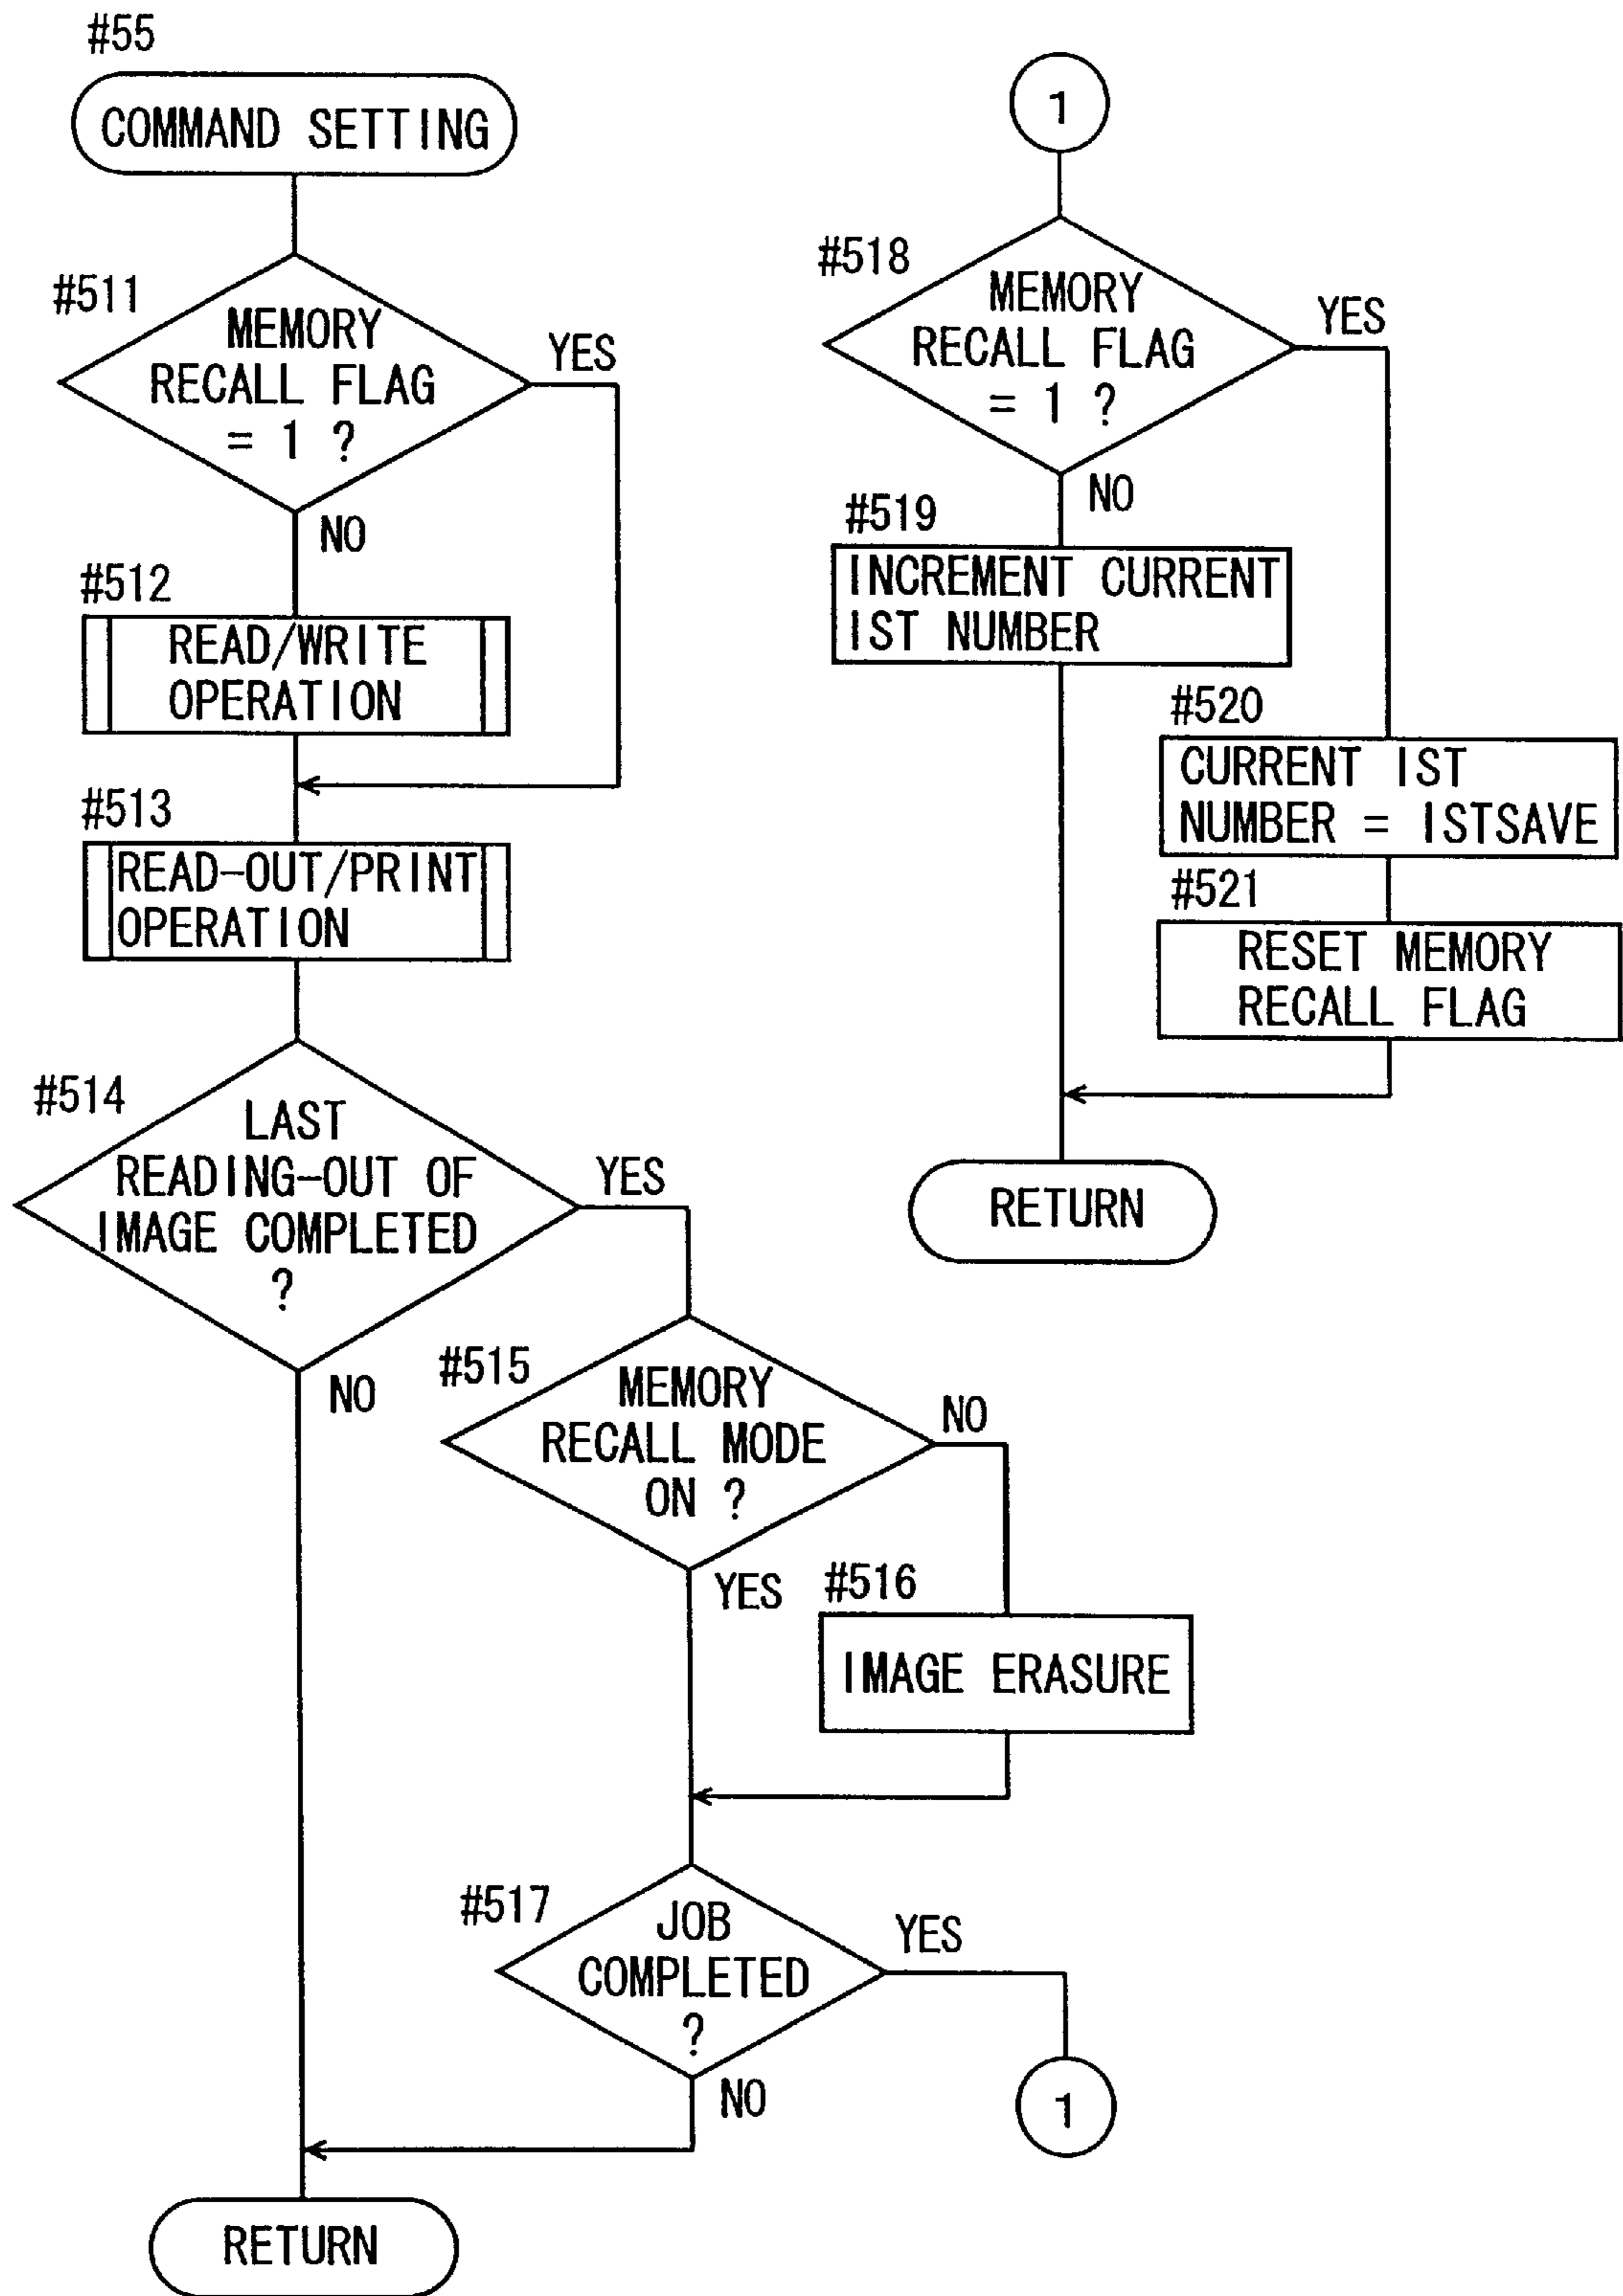 #55
COMMAND SETTING
#511
MEMORY
RECALL FLAG
= 1 ?
YES
NO
#512
READ/WRITE
OPERATION
#513
READ-OUT/PRINT
OPERATION
#514
LAST
READING-OUT OF
IMAGE COMPLETED
?
YES
NO
#515
MEMORY
RECALL MODE
ON ?
NO
YES
#516
IMAGE ERASURE
#517
JOB
COMPLETED
?
YES
NO
1
RETURN
1
#518
MEMORY
RECALL FLAG
= 1 ?
YES
NO
#519
INCREMENT CURRENT
IST NUMBER
#520
CURRENT IST
NUMBER = ISTSAVE
#521
RESET MEMORY
RECALL FLAG
RETURN